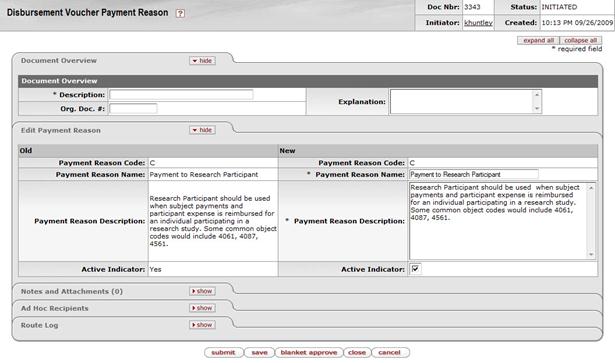 Disbursement Voucher Payment Reason ?
Doc Nbr: 3343 Status: INITIATED
Initiator: khuntley Created: 10:13 PM 09/26/2009
expand all collapse all
* required field
Document Overview hide
Document Overview
* Description: Explanation:
Org. Doc. #:
Edit Payment Reason hide
Old New
Payment Reason Code: C Payment Reason Code: C
Payment Reason Name: Payment to Research Participant * Payment Reason Name: Payment to Research Participant
Payment Reason Description:
Research Participant should be used
when subject payments and
participant expense is reimbursed for
an individual participating in a
research study. Some common object
codes would include 4061, 4087,
4561.
* Payment Reason Description:
Research Participant should be used  when subject
payments and participant expense is reimbursed
for an individual participating in a research study.
Some common object codes would include 4061,
4087, 4561.
Active Indicator: Yes Active Indicator:
Notes and Attachments (0) show
Ad Hoc Recipients show
Route Log show
submit save blanket approve close cancel